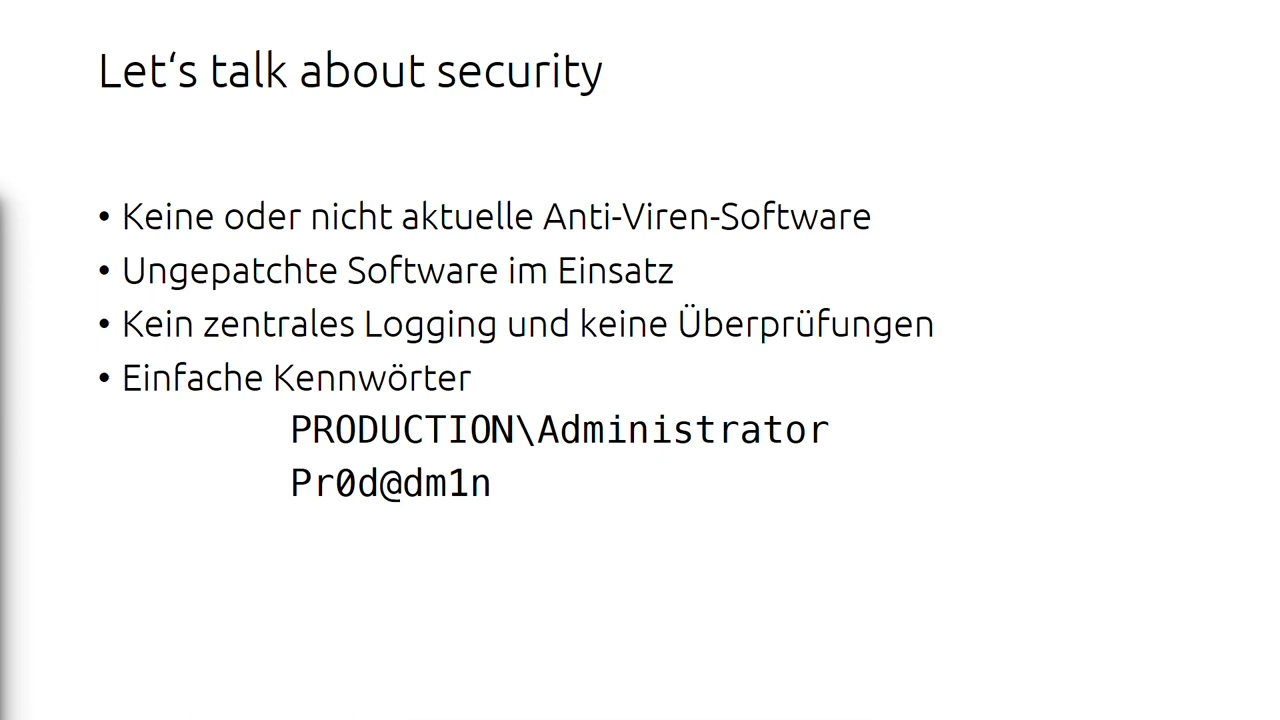 Let‘s talk about security
• Keine oder nicht aktuelle Anti-Viren-Software
• Ungepatchte Software im Einsatz
• Kein zentrales Logging und keine Überprüfungen
• Einfache Kennwörter
PRODUCTION\Administrator
Pr0d@dm1n